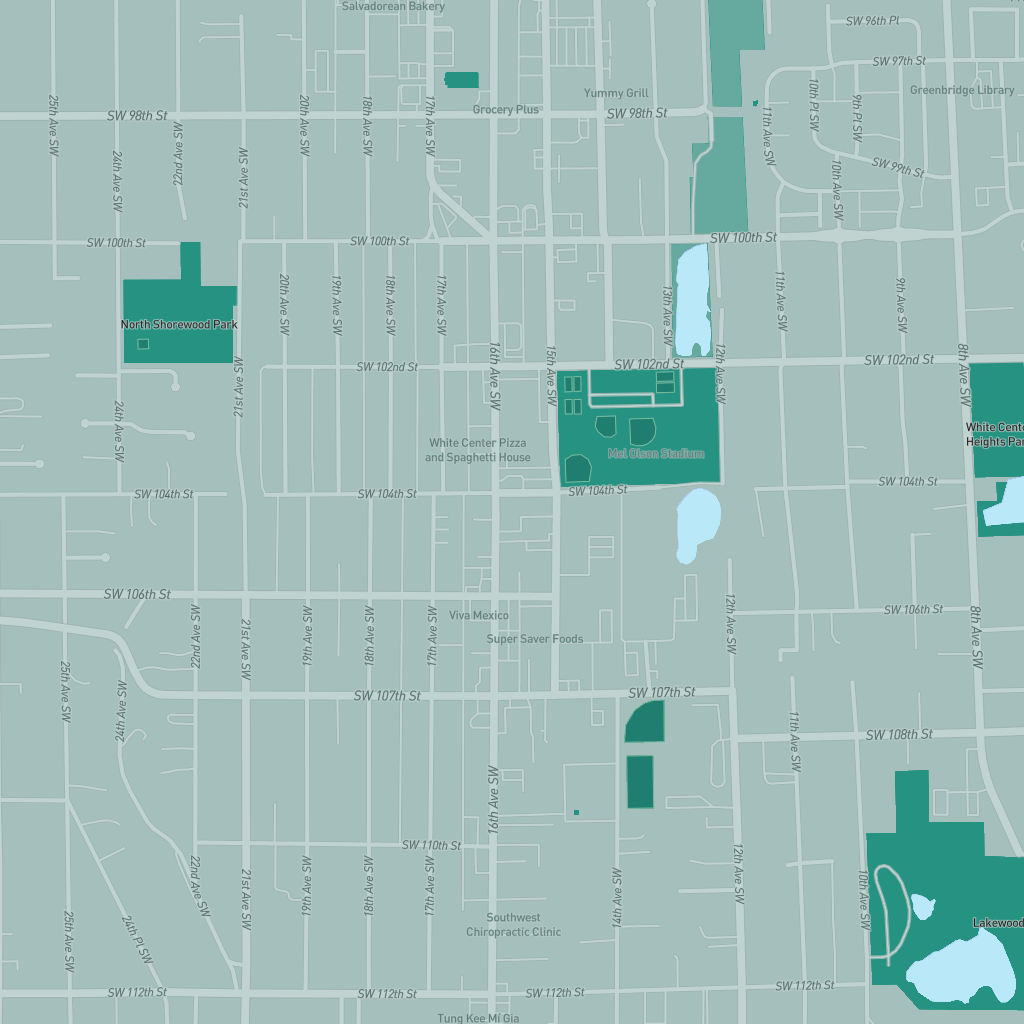 Salvadorean Bakery
SW 96th Pl
SW 97th St
Greenbridge Library
Yummy Grill
Grocery Plus
SW 98th St
SW 98th St
25th Ave SW
20th Ave SW
18th Ave SW
17th Ave SW
11th Ave SW
10th Pl SW
9th Pl SW
SW 99th St
24th Ave SW
22nd Ave SW
21st Ave SW
10th Ave SW
SW 100th St
SW 100th St
SW 100th St
20th Ave SW
19th Ave SW
18th Ave SW
17th Ave SW
13th Ave SW
11th Ave SW
9th Ave SW
North Shorewood Park
SW 102nd St
SW 102nd St
SW 102nd St
16th Ave SW
15th Ave SW
12th Ave SW
8th Ave SW
21st Ave SW
24th Ave SW
White Center Pizza
and Spaghetti House
Mel Olson Stadium
White Cente
Heights Par
SW 104th St
SW 104th St
SW 104th St
SW 104th St
SW 106th St
SW 106th St
Viva Mexico
Super Saver Foods
22nd Ave SW
21st Ave SW
19th Ave SW
18th Ave SW
17th Ave SW
12th Ave SW
8th Ave SW
25th Ave SW
24th Ave SW
SW 107th St
SW 107th St
11th Ave SW
SW 108th St
16th Ave SW
SW 110th St
22nd Ave SW
21st Ave SW
19th Ave SW
18th Ave SW
17th Ave SW
14th Ave SW
12th Ave SW
10th Ave SW
25th Ave SW
24th Pl SW
Southwest
Chiropractic Clinic
Lakewood
SW 112th St
SW 112th St
SW 112th St
SW 112th St
Tung Kee Mi Gia